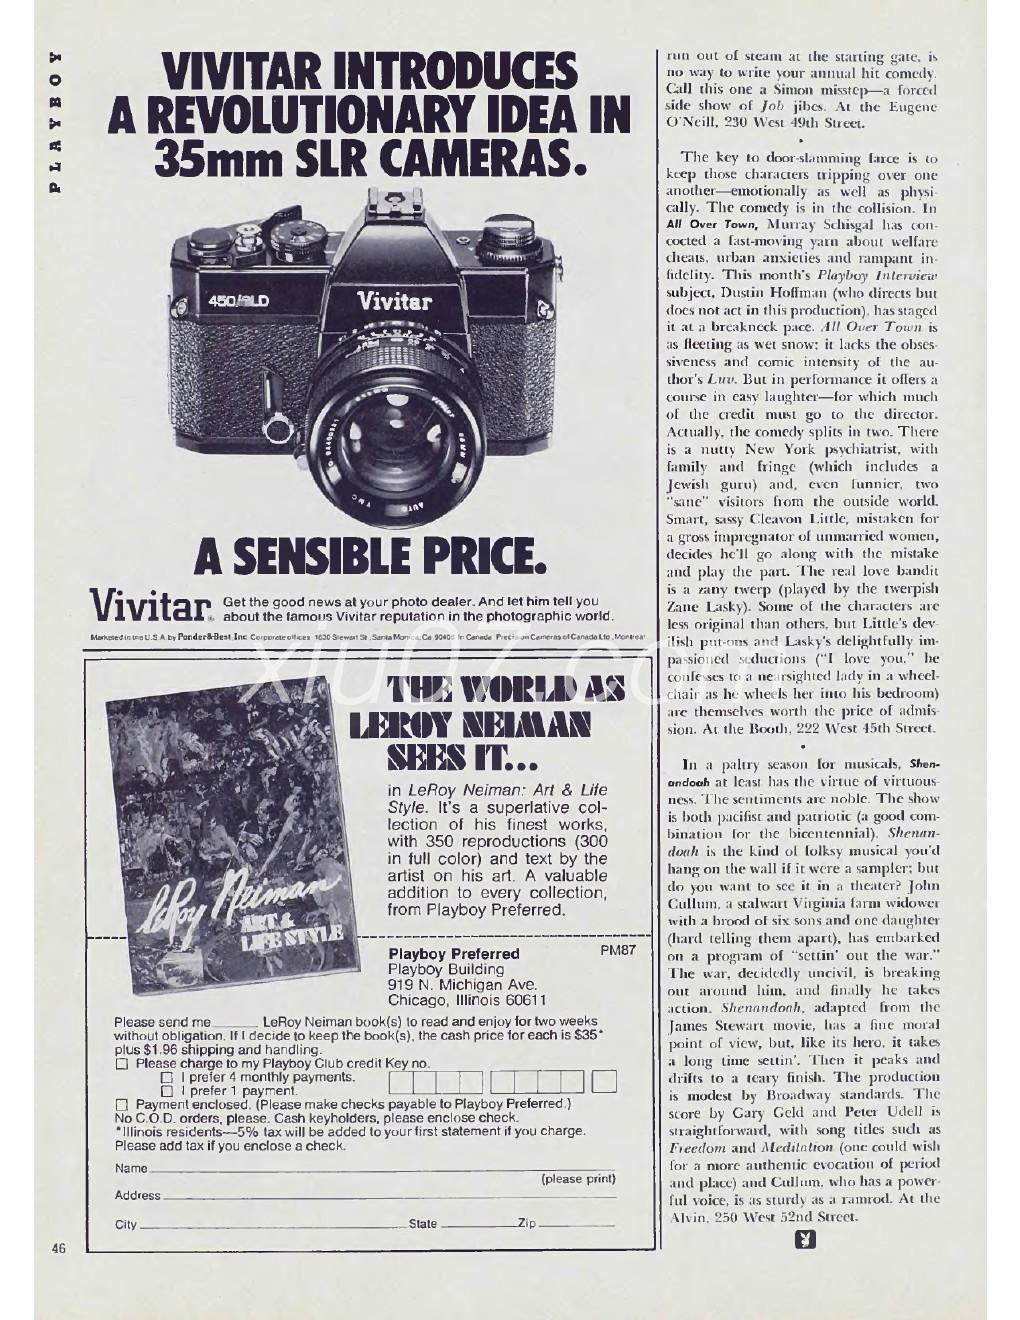 PLAYBOY
VIVITAR INTRODUCES
A REVOLUTIONARY IDEA IN
35mm SLR CAMERAS.
450/SLD
Vivitar
A SENSIBLE PRICE.
Vivitar® Get the good news at your photo dealer. And let him tell you
about the famous Vivitar reputation in the photographic world.
Marketed in the U.S.A. by Ponder&Best, Inc Corporate offices 1630 Stewart St., Santa Monica, Ca 90406 In Canada Precision Cameras of Canada Ltd., Montreal
THE WORLD AS
LEROY NEIMAN
SEES IT...
in LeRoy Neiman: Art & Life
Style. It's a superlative col-
lection of his finest works,
with 350 reproductions (300
in full color) and text by the
artist on his art. A valuable
addition to every collection,
from Playboy Preferred.
LeRoy Neiman
ART &
LIFE STYLE
Playboy Preferred PM87
Playboy Building
919 N. Michigan Ave.
Chicago, Illinois 60611
Please send me______ LeRoy Neiman book(s) to read and enjoy for two weeks
without obligation. If I decide to keep the book(s), the cash price for each is $35*
plus $1.96 shipping and handling.
☐ Please charge to my Playboy Club credit Key no.
☐ I prefer 4 monthly payments.
☐ I prefer 1 payment.
☐ Payment enclosed. (Please make checks payable to Playboy Preferred.)
No C.O.D. orders, please. Cash keyholders, please enclose check.
*Illinois residents—5% tax will be added to your first statement if you charge.
Please add tax if you enclose a check.
Name
(please print)
Address
City State Zip
46
run out of steam at the starting gate, is
no way to write your annual hit comedy.
Call this one a Simon misstep—a forced
side show of Job jibes. At the Eugene
O'Neill, 230 West 49th Street.
•
The key to door-slamming farce is to
keep those characters tripping over one
another—emotionally as well as physi-
cally. The comedy is in the collision. In
All Over Town, Murray Schisgal has con-
cocted a fast-moving yarn about welfare
cheats, urban anxieties and rampant in-
fidelity. This month's Playboy Interview
subject, Dustin Hoffman (who directs but
does not act in this production), has staged
it at a breakneck pace. All Over Town is
as fleeting as wet snow; it lacks the obses-
siveness and comic intensity of the au-
thor's Luv. But in performance it offers a
course in easy laughter—for which much
of the credit must go to the director.
Actually, the comedy splits in two. There
is a nutty New York psychiatrist, with
family and fringe (which includes a
Jewish guru) and, even funnier, two
"sane" visitors from the outside world.
Smart, sassy Cleavon Little, mistaken for
a gross impregnator of unmarried women,
decides he'll go along with the mistake
and play the part. The real love bandit
is a zany twerp (played by the twerpish
Zane Lasky). Some of the characters are
less original than others, but Little's dev-
ilish put-ons and Lasky's delightfully im-
passioned seductions ("I love you," he
confesses to a nearsighted lady in a wheel-
chair as he wheels her into his bedroom)
are themselves worth the price of admis-
sion. At the Booth, 222 West 45th Street.
•
In a paltry season for musicals, Shen-
andoah at least has the virtue of virtuous-
ness. The sentiments are noble. The show
is both pacifist and patriotic (a good com-
bination for the bicentennial). Shenan-
doah is the kind of folksy musical you'd
hang on the wall if it were a sampler; but
do you want to see it in a theater? John
Cullum, a stalwart Virginia farm widower
with a brood of six sons and one daughter
(hard telling them apart), has embarked
on a program of "settin' out the war."
The war, decidedly uncivil, is breaking
out around him, and finally he takes
action. Shenandoah, adapted from the
James Stewart movie, has a fine moral
point of view, but, like its hero, it takes
a long time settin'. Then it peaks and
drifts to a teary finish. The production
is modest by Broadway standards. The
score by Gary Geld and Peter Udell is
straightforward, with song titles such as
Freedom and Meditation (one could wish
for a more authentic evocation of period
and place) and Cullum, who has a power-
ful voice, is as sturdy as a ramrod. At the
Alvin, 250 West 52nd Street.